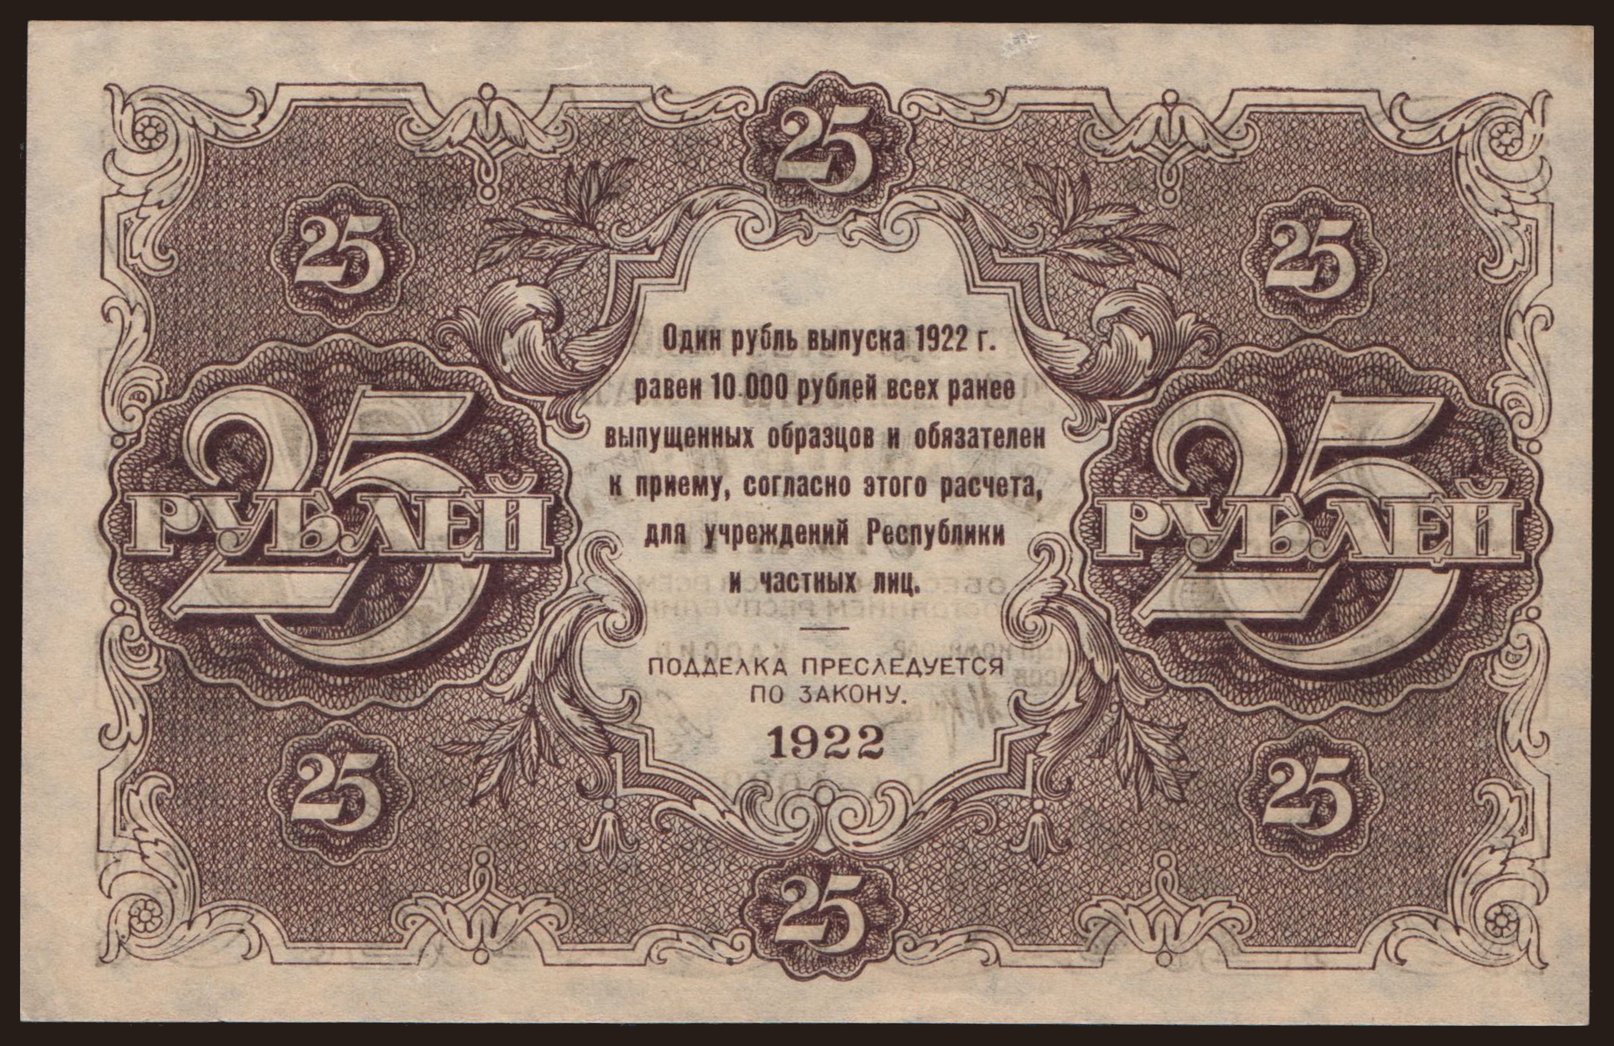 25
25
25
Один рубль выпуска 1922 г.
равен 10.000 рублей всех ранее
выпущенных образцов и обязателен
к приему, согласно этого расчета,
для учреждений Республики
и частных лиц.
25
РУБЛЕЙ
25
РУБЛЕЙ
ПОДДЕЛКА ПРЕСЛЕДУЕТСЯ
ПО ЗАКОНУ.
1922
25
25
25